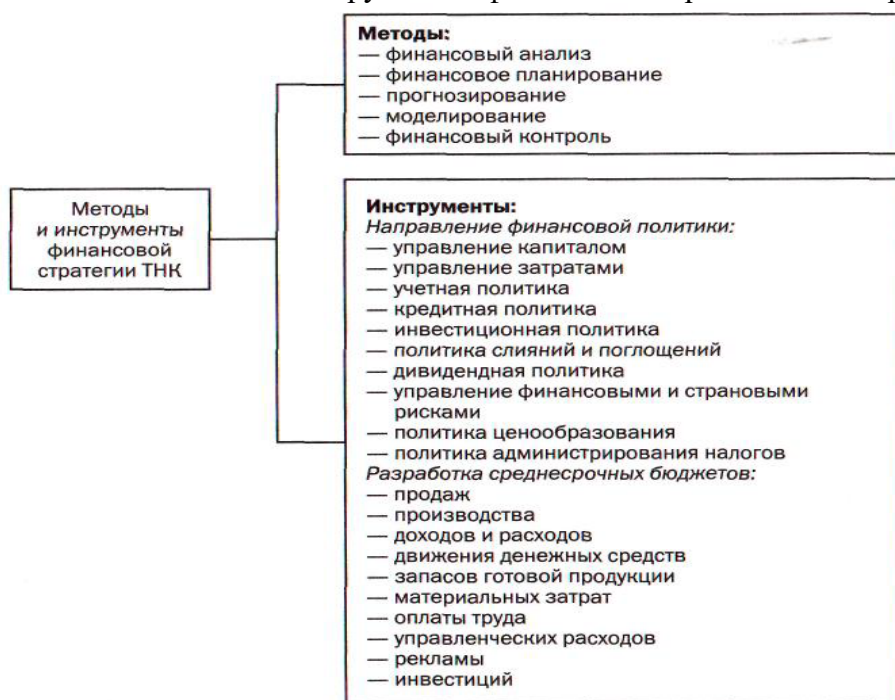 Методы:
— финансовый анализ
— финансовое планирование
— прогнозирование
— моделирование
— финансовый контроль
Методы
и инструменты
финансовой
стратегии ТНК
Инструменты:
Направление финансовой политики:
— управление капиталом
— управление затратами
— учетная политика
— кредитная политика
— инвестиционная политика
— политика слияний и поглощений
— дивидендная политика
— управление финансовыми и страновыми
рисками
— политика ценообразования
— политика администрирования налогов
Разработка среднесрочных бюджетов:
— продаж
— производства
— доходов и расходов
— движения денежных средств
— запасов готовой продукции
— материальных затрат
— оплаты труда
— управленческих расходов
— рекламы
— инвестиций